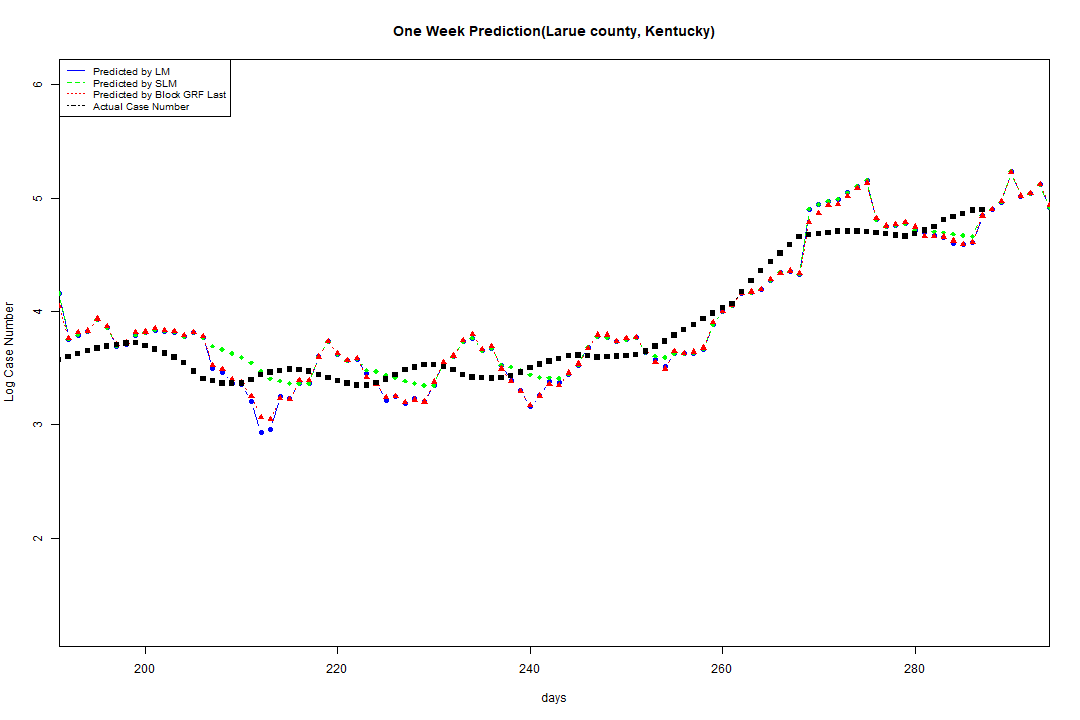 One Week Prediction(Larue county, Kentucky)
Predicted by LM
Predicted by SLM
Predicted by Block GRF Last
Actual Case Number
6
5
4
3
2
Log Case Number
200 220 240 260 280
days